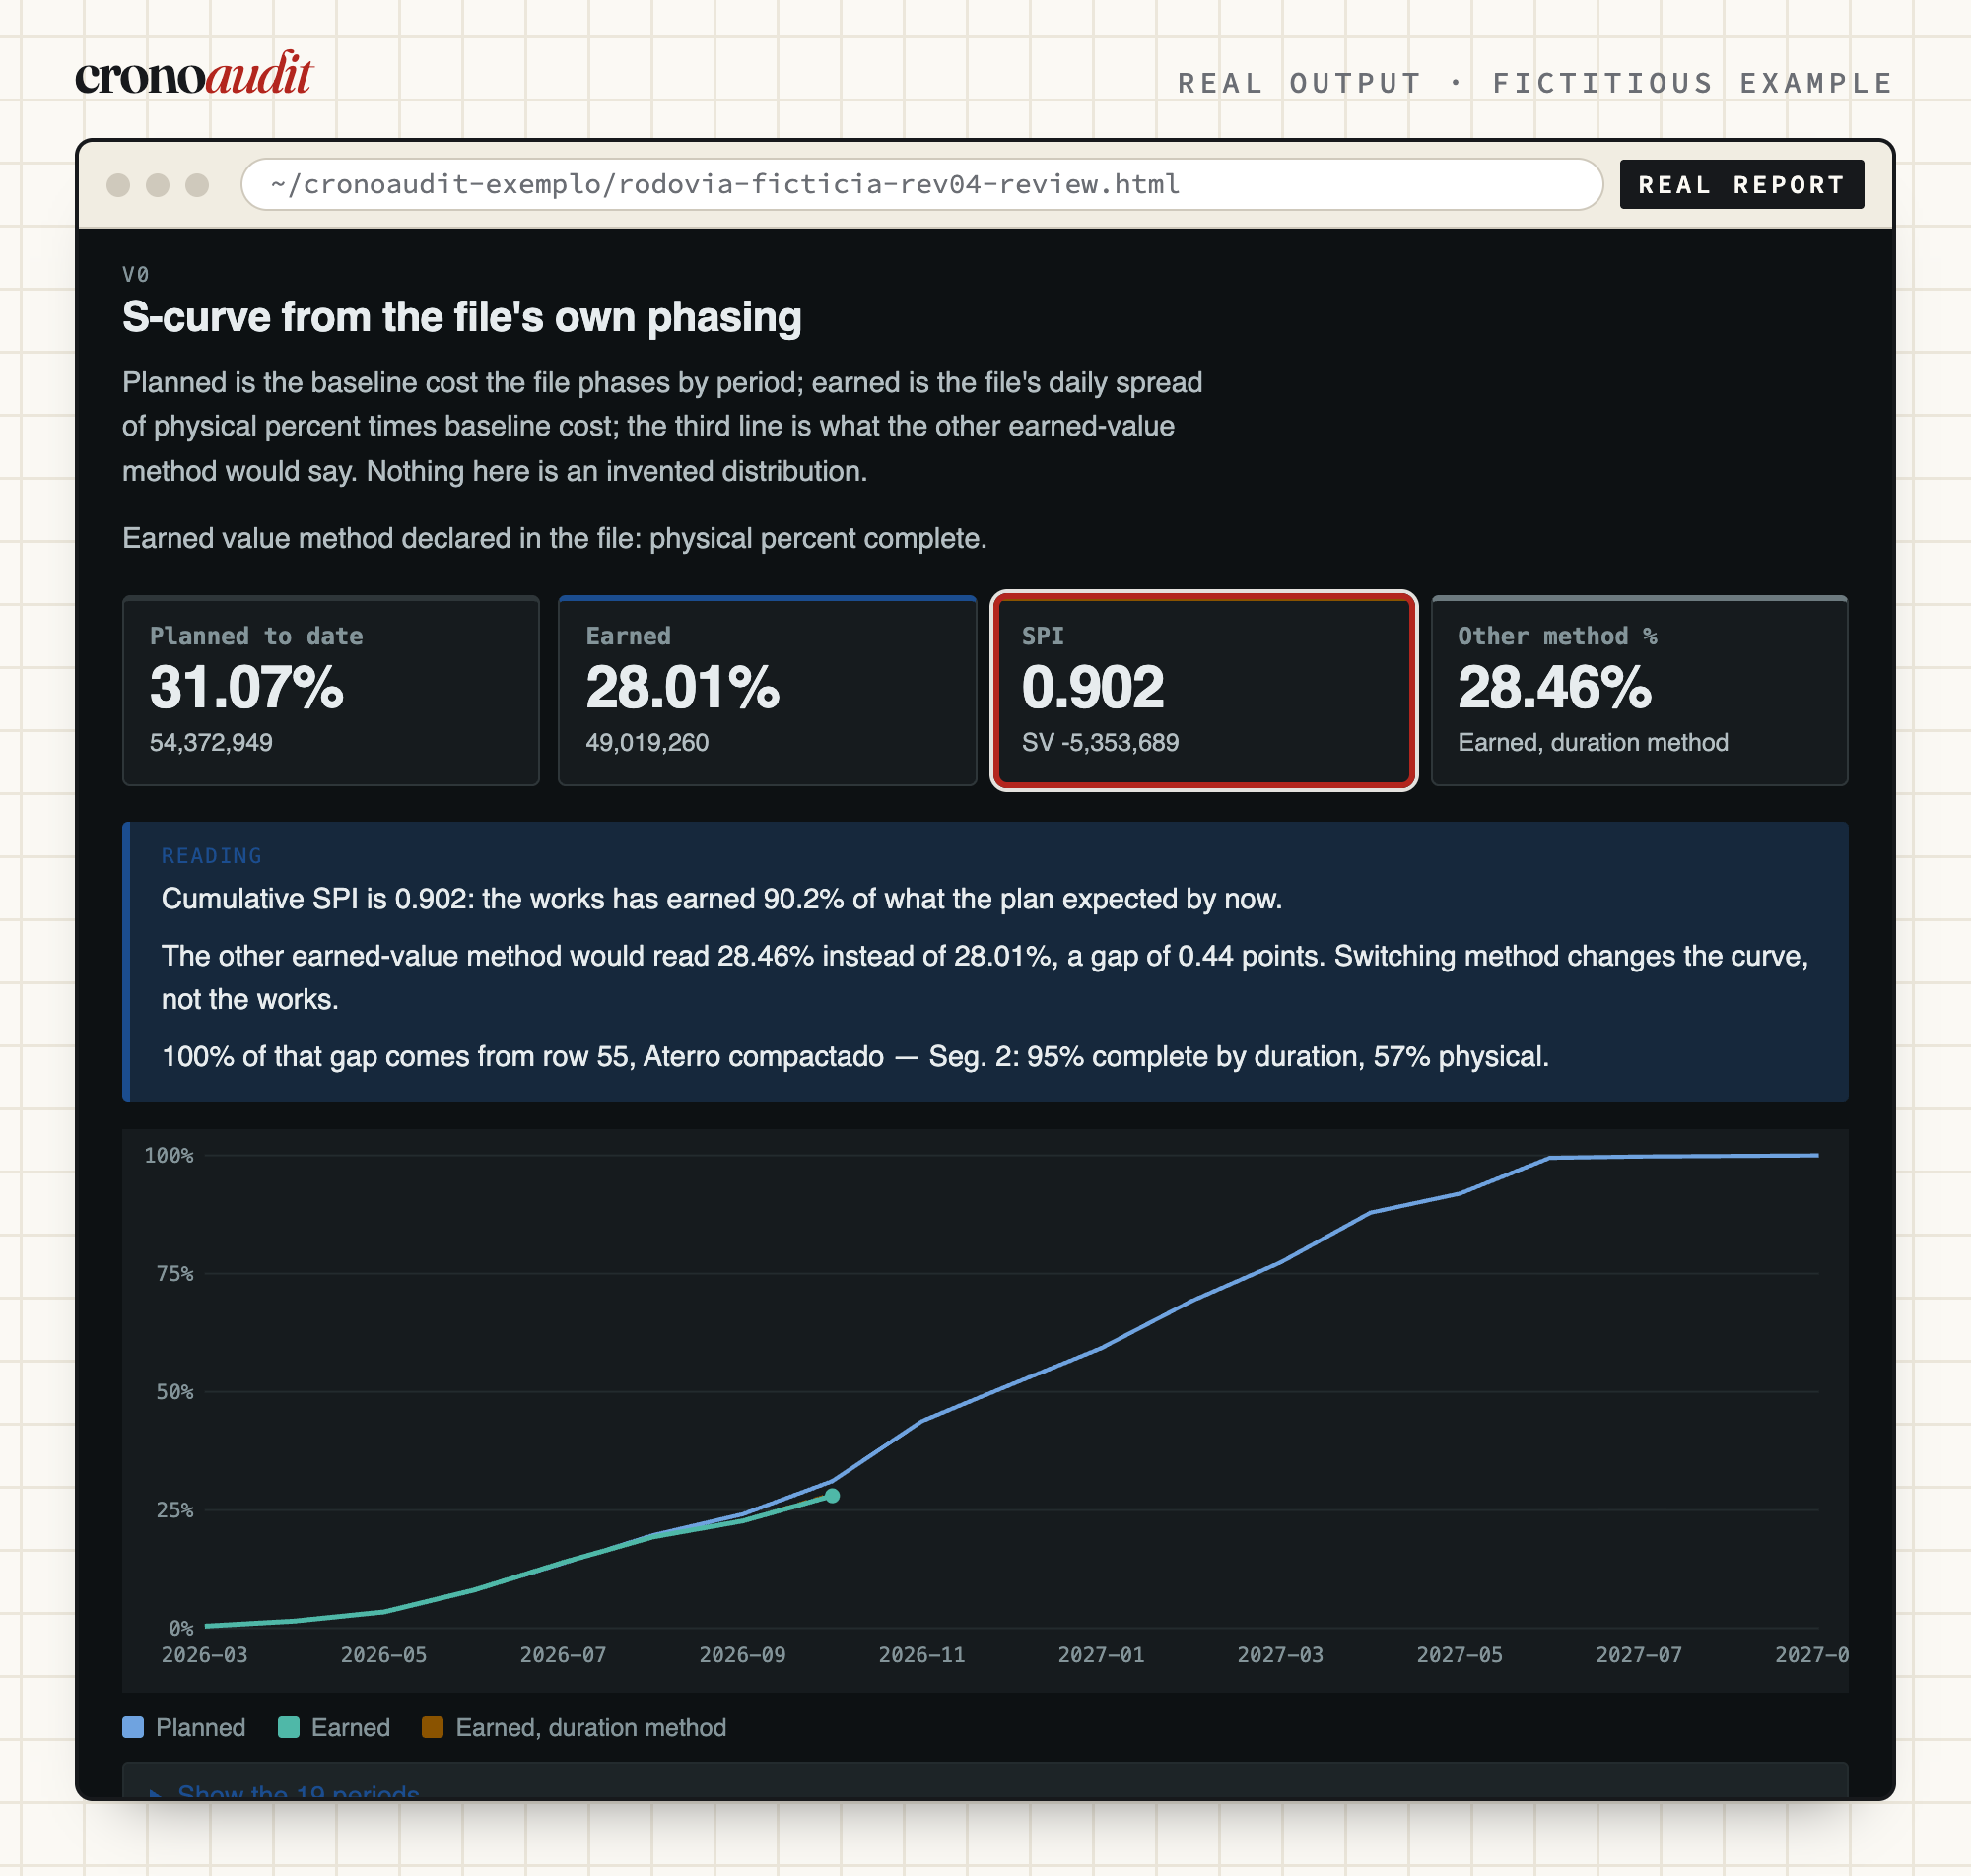 cronoaudit
REAL OUTPUT · FICTITIOUS EXAMPLE
~/cronoaudit-exemplo/rodovia-ficticia-rev04-review.html
REAL REPORT
V0
S-curve from the file's own phasing
Planned is the baseline cost the file phases by period; earned is the file's daily spread
of physical percent times baseline cost; the third line is what the other earned-value
method would say. Nothing here is an invented distribution.
Earned value method declared in the file: physical percent complete.
Planned to date
31.07%
54,372,949
Earned
28.01%
49,019,260
SPI
0.902
SV -5,353,689
Other method %
28.46%
Earned, duration method
READING
Cumulative SPI is 0.902: the works has earned 90.2% of what the plan expected by now.
The other earned-value method would read 28.46% instead of 28.01%, a gap of 0.44 points. Switching method changes the curve,
not the works.
100% of that gap comes from row 55, Aterro compactado — Seg. 2: 95% complete by duration, 57% physical.
100%
75%
50%
25%
0%
2026-03 2026-05 2026-07 2026-09 2026-11 2027-01 2027-03 2027-05 2027-07 2027-0
Planned Earned Earned, duration method
Show the 19 periods